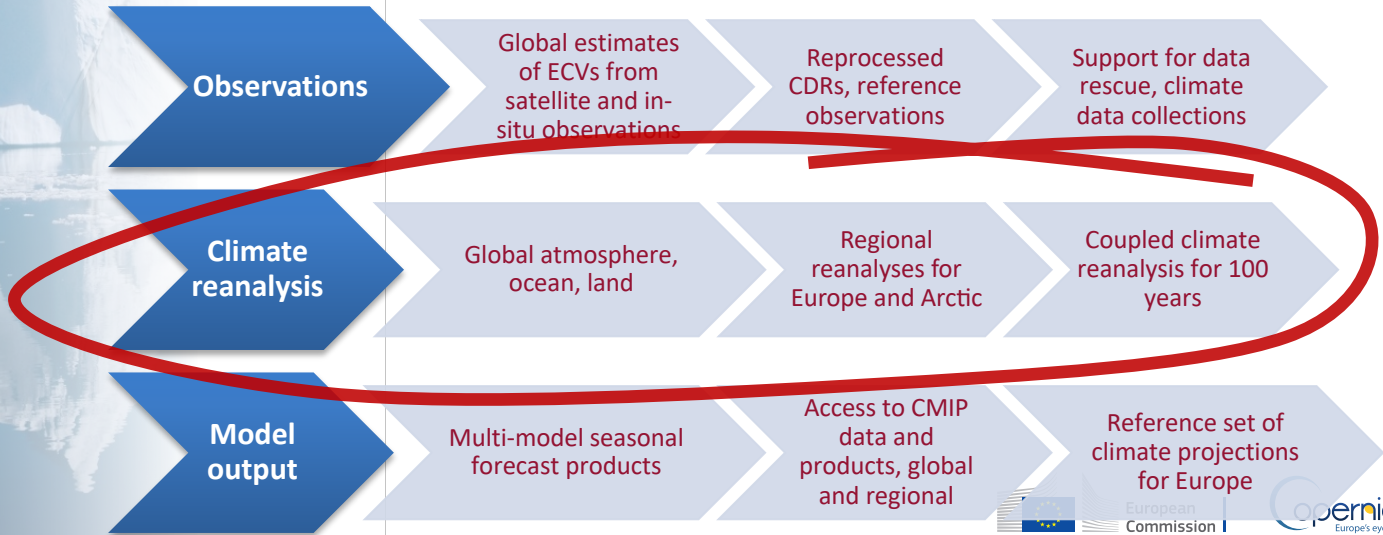 Observations
Global estimates
of ECVs from
satellite and in-
situ observations
Reprocessed
CDRs, reference
observations
Support for data
rescue, climate
data collections
Climate
reanalysis
Global atmosphere,
ocean, land
Regional
reanalyses for
Europe and Arctic
Coupled climate
reanalysis for 100
years
Model
output
Multi-model seasonal
forecast products
Access to CMIP
data and
products, global
and regional
Reference set of
climate projections
for Europe
European
Commission
opernic
Europe's eye